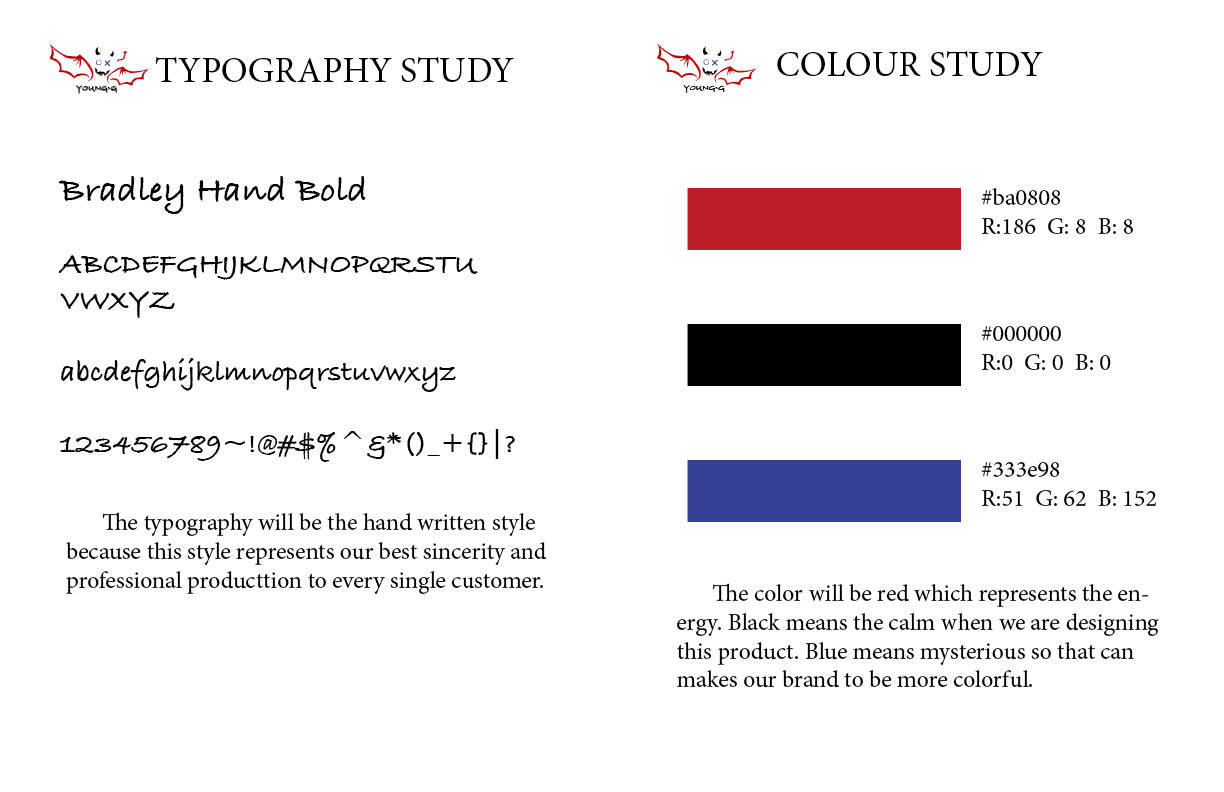 TYPOGRAPHY STUDY
YOUNG-G
Bradley Hand Bold
ABCDEFGHIJKLMNOPQRSTU
VWXYZ
abcdefghijklmnopqrstuvwxyz
123456789~!@#$%^&*()_+{}|?
The typography will be the hand written style
because this style represents our best sincerity and
professional producttion to every single customer.
COLOUR STUDY
YOUNG-G
#ba0808
R:186 G: 8 B: 8
#000000
R:0 G: 0 B: 0
#333e98
R:51 G: 62 B: 152
The color will be red which represents the en-
ergy. Black means the calm when we are designing
this product. Blue means mysterious so that can
makes our brand to be more colorful.